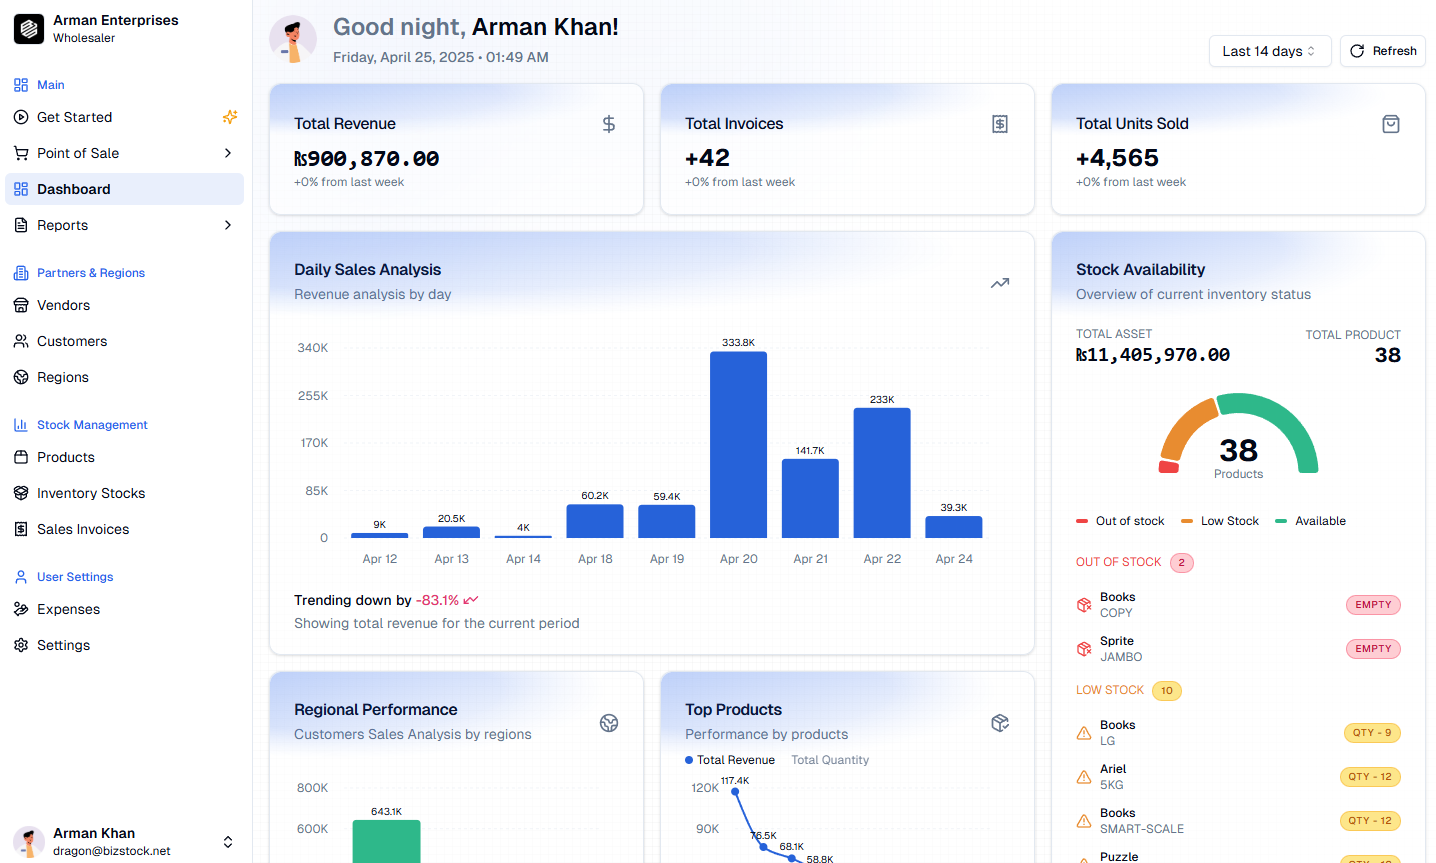 Arman Enterprises
Wholesaler
Main
Get Started
Point of Sale
Dashboard
Reports
Partners & Regions
Vendors
Customers
Regions
Stock Management
Products
Inventory Stocks
Sales Invoices
User Settings
Expenses
Settings
Arman Khan
dragon@bizstock.net
Good night, Arman Khan!
Friday, April 25, 2025 • 01:49 AM
Last 14 days
Refresh
Total Revenue
₨900,870.00
+0% from last week
Total Invoices
+42
+0% from last week
Total Units Sold
+4,565
+0% from last week
Daily Sales Analysis
Revenue analysis by day
340K
255K
170K
85K
0
9K
20.5K
4K
60.2K
59.4K
333.8K
141.7K
233K
39.3K
Apr 12
Apr 13
Apr 14
Apr 18
Apr 19
Apr 20
Apr 21
Apr 22
Apr 24
Trending down by -83.1%
Showing total revenue for the current period
Regional Performance
Customers Sales Analysis by regions
800K
600K
643.1K
Top Products
Performance by products
Total Revenue
Total Quantity
120K
90K
117.4K
76.5K
68.1K
58.8K
Stock Availability
Overview of current inventory status
TOTAL ASSET
₨11,405,970.00
TOTAL PRODUCT
38
38
Products
Out of stock
Low Stock
Available
OUT OF STOCK 2
Books
COPY
EMPTY
Sprite
JAMBO
EMPTY
LOW STOCK 10
Books
LG
QTY - 9
Ariel
5KG
QTY - 12
Books
SMART-SCALE
QTY - 12
Puzzle